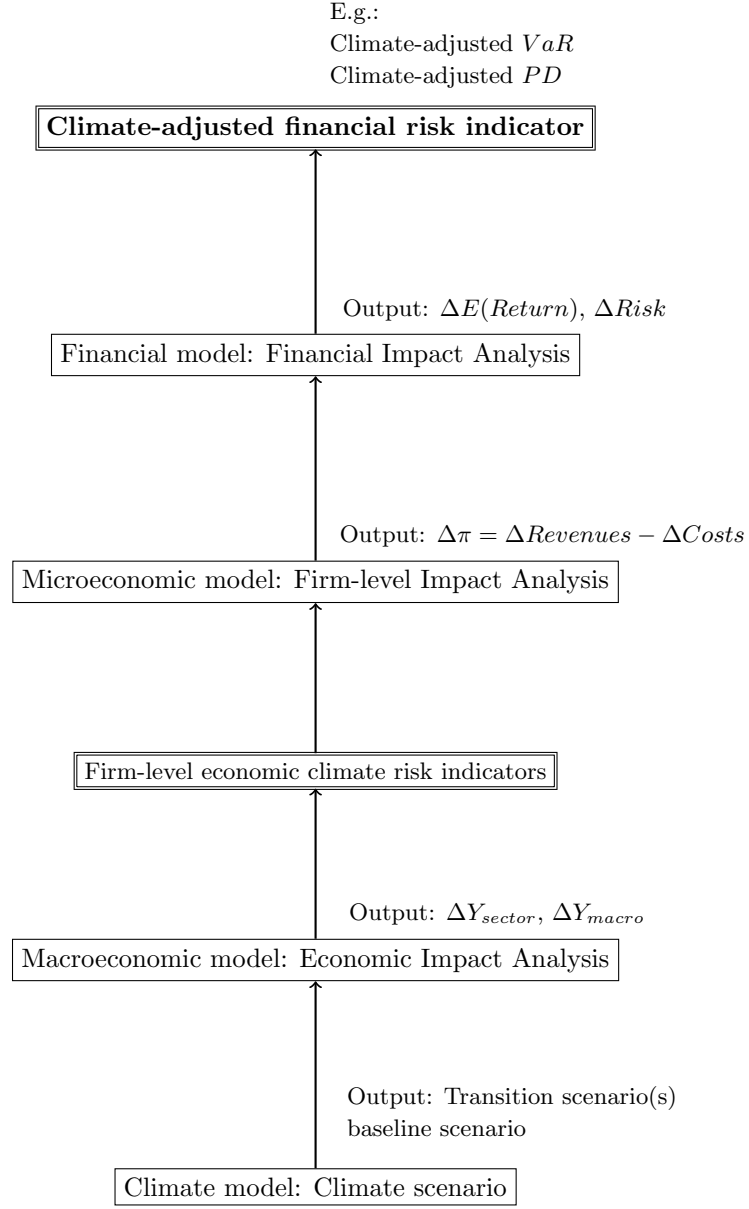 E.g.:
Climate-adjusted VaR
Climate-adjusted PD
Climate-adjusted financial risk indicator
Output: ΔE(Return), ΔRisk
Financial model: Financial Impact Analysis
Output: Δπ = ΔRevenues − ΔCosts
Microeconomic model: Firm-level Impact Analysis
Firm-level economic climate risk indicators
Output: ΔY_sector, ΔY_macro
Macroeconomic model: Economic Impact Analysis
Output: Transition scenario(s)
baseline scenario
Climate model: Climate scenario